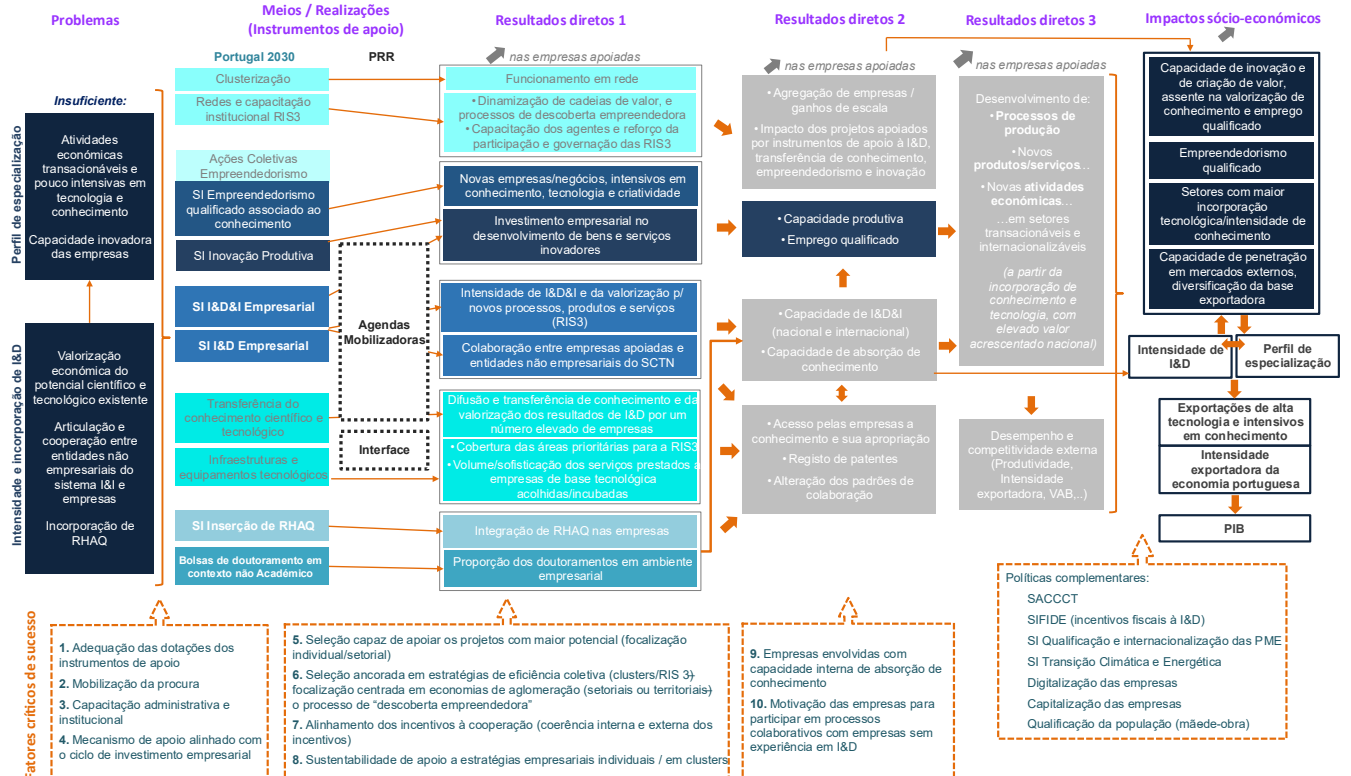 Problemas
Meios / Realizações
(Instrumentos de apoio)
Resultados diretos 1
Resultados diretos 2
Resultados diretos 3
Impactos sócio-económicos
Portugal 2030
PRR
nas empresas apoiadas
nas empresas apoiadas
nas empresas apoiadas
Perfil de especialização
Insuficiente:
Atividades
económicas
transacionáveis e
pouco intensivas em
tecnologia e
conhecimento
Capacidade inovadora
das empresas
Intensidade e incorporação de I&D
Valorização
económica do
potencial científico e
tecnológico existente
Articulação e
cooperação entre
entidades não
empresariais do
sistema I&I e
empresas
Incorporação de
RHAQ
Clusterização
Redes e capacitação
institucional RIS3
Ações Coletivas
Empreendedorismo
SI Empreendedorismo
qualificado associado ao
conhecimento
SI Inovação Produtiva
SI I&D&I Empresarial
SI I&D Empresarial
Transferência do
conhecimento científico e
tecnológico
Infraestruturas e
equipamentos tecnológicos
SI Inserção de RHAQ
Bolsas de doutoramento em
contexto não Académico
Agendas
Mobilizadoras
Interface
Funcionamento em rede
• Dinamização de cadeias de valor, e
processos de descoberta empreendedora
• Capacitação dos agentes e reforço da
participação e governação das RIS3
Novas empresas/negócios, intensivos em
conhecimento, tecnologia e criatividade
Investimento empresarial no
desenvolvimento de bens e serviços
inovadores
Intensidade de I&D&I e da valorização p/
novos processos, produtos e serviços
(RIS3)
Colaboração entre empresas apoiadas e
entidades não empresariais do SCTN
Difusão e transferência de conhecimento e da
valorização dos resultados de I&D por um
número elevado de empresas
• Cobertura das áreas prioritárias para a RIS3
• Volume/sofisticação dos serviços prestados a
empresas de base tecnológica
acolhidas/incubadas
Integração de RHAQ nas empresas
Proporção dos doutoramentos em ambiente
empresarial
• Agregação de empresas /
ganhos de escala
• Impacto dos projetos apoiados
por instrumentos de apoio à I&D,
transferência de conhecimento,
empreendedorismo e inovação
• Capacidade produtiva
• Emprego qualificado
• Capacidade de I&D&I
(nacional e internacional)
• Capacidade de absorção de
conhecimento
• Acesso pelas empresas a
conhecimento e sua apropriação
• Registo de patentes
• Alteração dos padrões de
colaboração
Desenvolvimento de:
• Processos de
produção
• Novos
produtos/serviços…
• Novas atividades
económicas…
…em setores
transacionáveis e
internacionalizáveis
(a partir da
incorporação de
conhecimento e
tecnologia, com
elevado valor
acrescentado nacional)
Desempenho e
competitividade externa
(Produtividade,
Intensidade
exportadora, VAB,..)
Capacidade de inovação e
de criação de valor,
assente na valorização de
conhecimento e emprego
qualificado
Empreendedorismo
qualificado
Setores com maior
incorporação
tecnológica/intensidade de
conhecimento
Capacidade de penetração
em mercados externos,
diversificação da base
exportadora
Intensidade de
I&D
Perfil de
especialização
Exportações de alta
tecnologia e intensivos
em conhecimento
Intensidade
exportadora da
economia portuguesa
PIB
Fatores críticos de sucesso
1. Adequação das dotações dos
instrumentos de apoio
2. Mobilização da procura
3. Capacitação administrativa e
institucional
4. Mecanismo de apoio alinhado com
o ciclo de investimento empresarial
5. Seleção capaz de apoiar os projetos com maior potencial (focalização
individual/setorial)
6. Seleção ancorada em estratégias de eficiência coletiva (clusters/RIS 3)–
focalização centrada em economias de aglomeração (setoriais ou territoriais)–
o processo de “descoberta empreendedora”
7. Alinhamento dos incentivos à cooperação (coerência interna e externa dos
incentivos)
8. Sustentabilidade de apoio a estratégias empresariais individuais / em clusters
9. Empresas envolvidas com
capacidade interna de absorção de
conhecimento
10. Motivação das empresas para
participar em processos
colaborativos com empresas sem
experiência em I&D
Políticas complementares:
SACCCT
SIFIDE (incentivos fiscais à I&D)
SI Qualificação e internacionalização das PME
SI Transição Climática e Energética
Digitalização das empresas
Capitalização das empresas
Qualificação da população (mãode-obra)